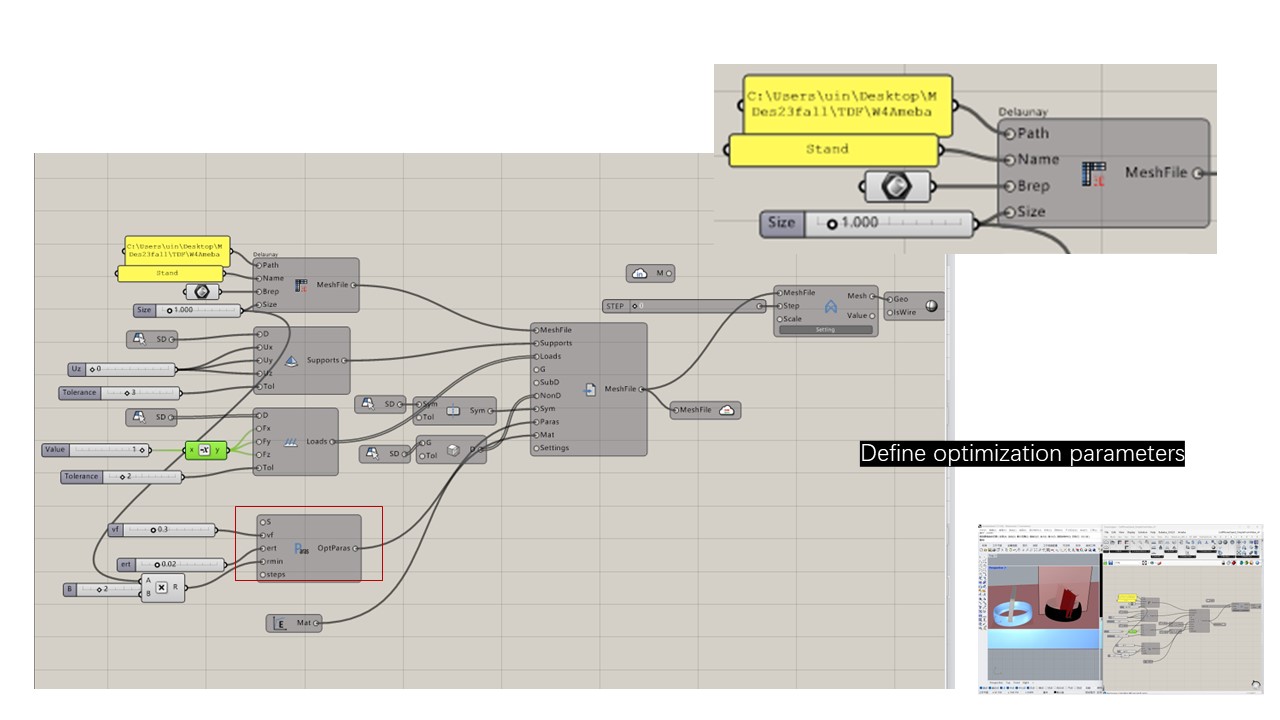 C:\Users\uin\Desktop\M
Des23fall\TDF\W4Ameba
Stand
Size
1.000
Delaunay
Path
Name
Brep
Size
MeshFile
C:\Users\uin\Desktop\M
Des23fall\TDF\W4Ameba
Stand
Size
1.000
Delaunay
Path
Name
Brep
Size
MeshFile
SD
Uz
0
Tolerance
3
D
Ux
Uy
Uz
Tol
Supports
SD
Value
1
x
y
Tolerance
2
D
Fx
Fy
Fz
Tol
Loads
SD
Sym
Tol
Sym
SD
G
Tol
D
MeshFile
Supports
Loads
G
SubD
NonD
Sym
Paras
Mat
Settings
MeshFile
M
STEP
0
MeshFile
Step
Scale
Mesh
Value
Setting
Geo
IsWire
MeshFile
vf
0.3
ert
0.02
B
2
A
B
R
S
vf
ert
rmin
steps
Para
OptParas
E
Mat
Define optimization parameters